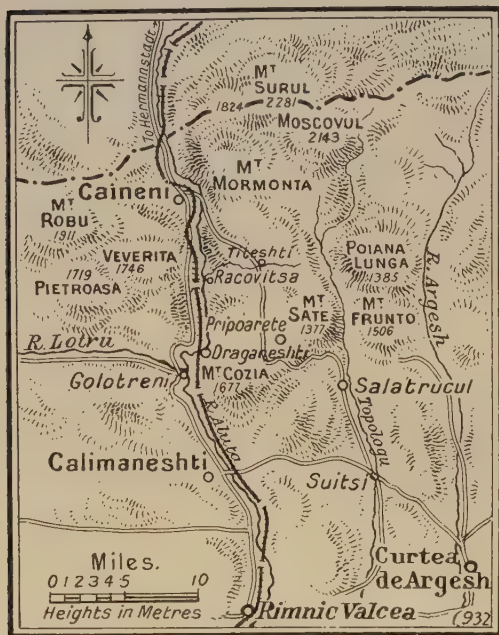 To Hermannstadt
MT
SURUL
2281
1824
MOSCOVUL
2143
MT
MORMONTA
Caineni
MT
ROBU
1911
VEVERITA
1746
1719
PIETROASA
Titeshti
Racovitsa
POIANA
LUNGA
1385
R. Argesh
Pripoarete
MT
SATE
1377
MT
FRUNTO
1506
R. Lotru
Draganeshti
Golotreni
MT COZIA
1677
Salatrucul
R. Aluta
Topologu
Calimaneshti
Suitsi
Curtea
de Argesh
Miles.
0 1 2 3 4 5 10
Heights in Metres
Rimnic Valcea
(932)